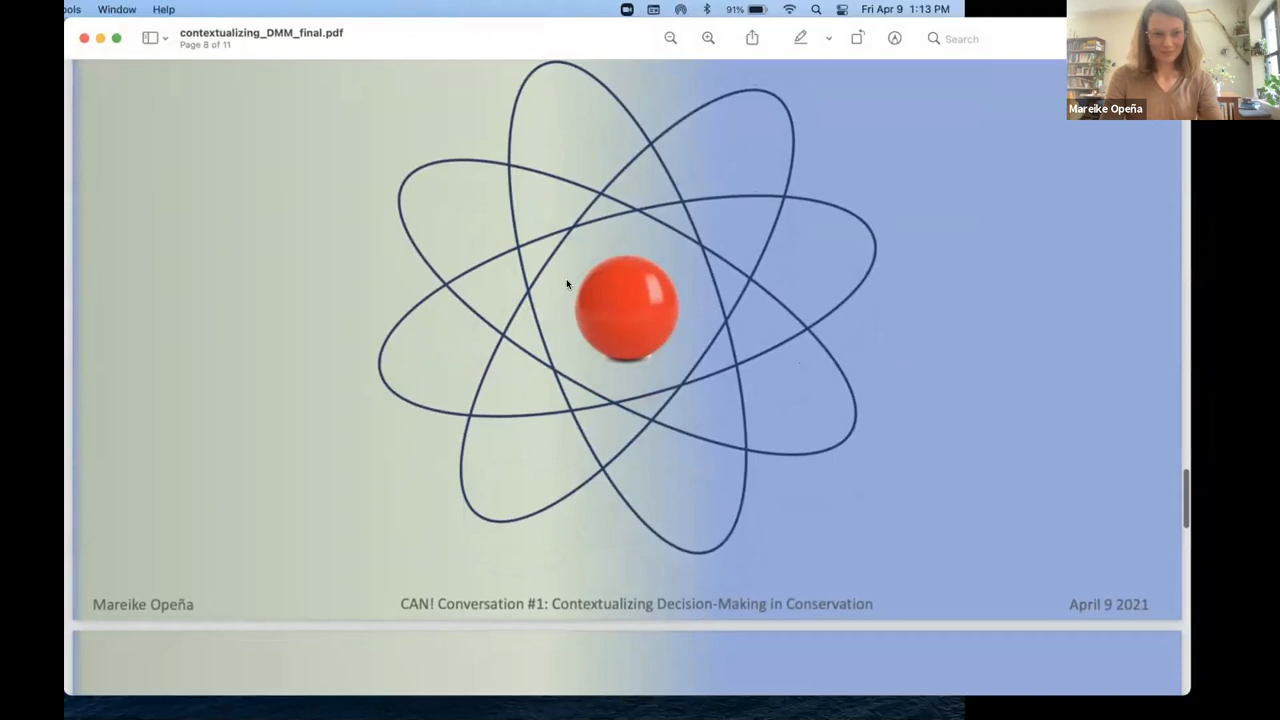 ools Window Help 91% Fri Apr 9 1:13 PM
contextualizing_DMM_final.pdf
Page 8 of 11
Search
Mareike Opeña
Mareike Opeña CAN! Conversation #1: Contextualizing Decision-Making in Conservation April 9 2021